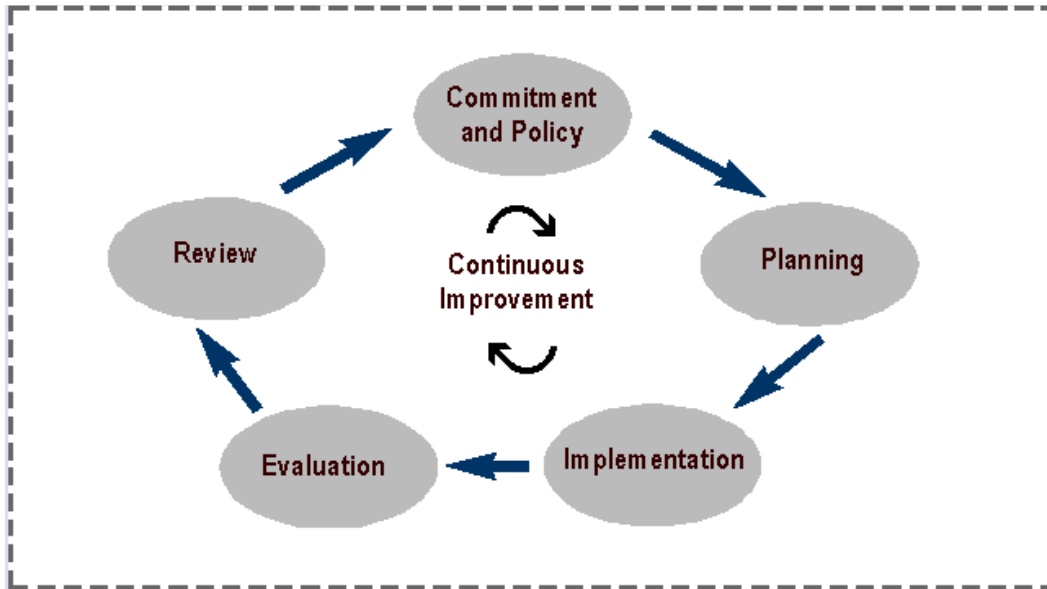 Commitment
and Policy
Review
Planning
Continuous
Improvement
Evaluation
Implementation